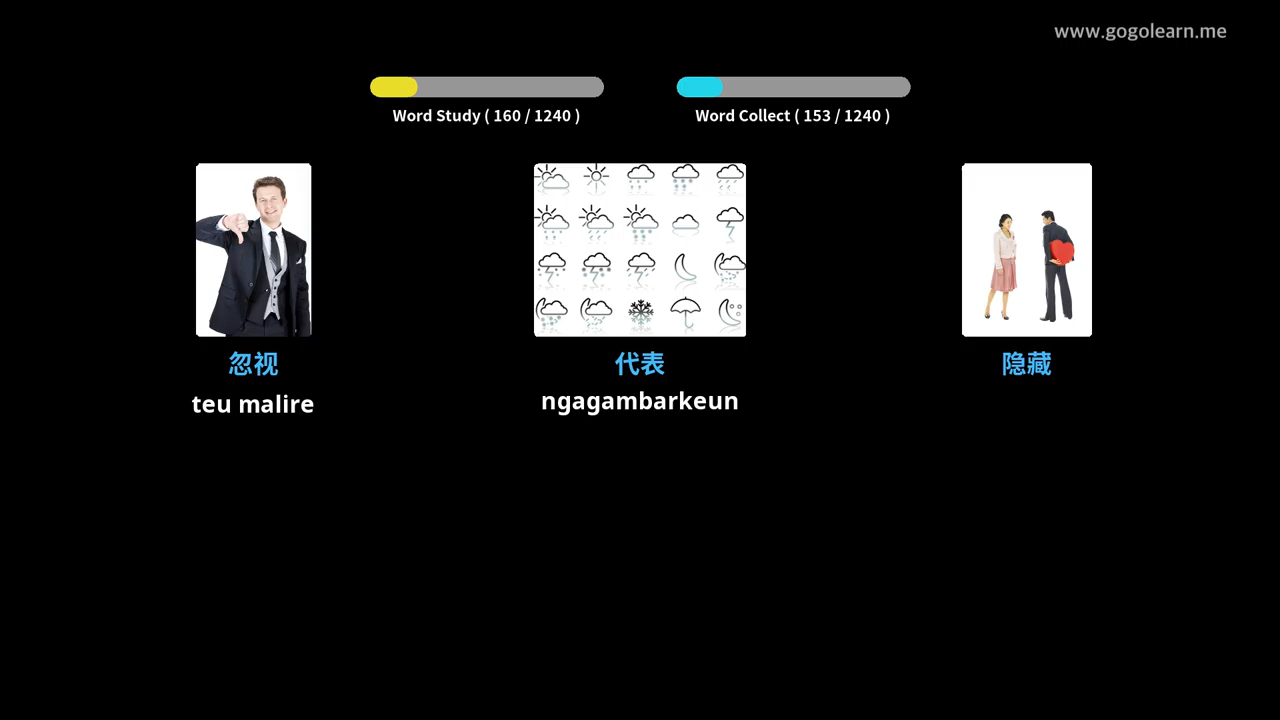 www.gogolearn.me
Word Study ( 160 / 1240 )
Word Collect ( 153 / 1240 )
忽视
代表
隐藏
teu malire
ngagambarkeun